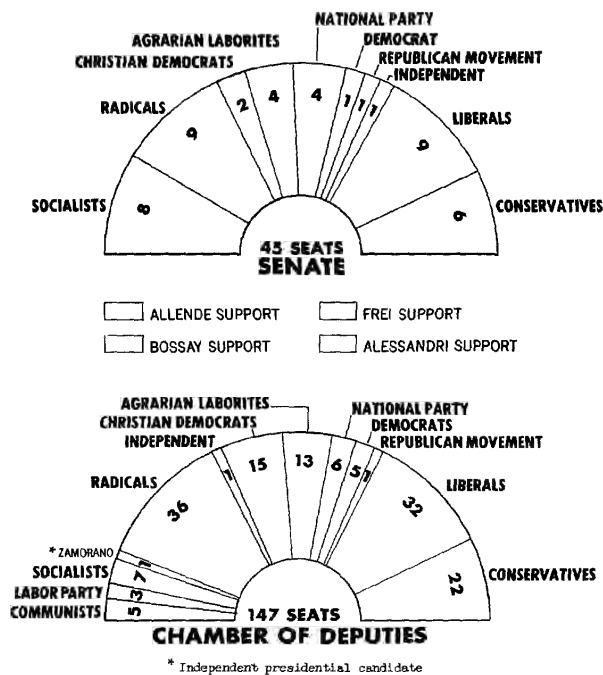 NATIONAL PARTY
AGRARIAN LABORITES
DEMOCRAT
CHRISTIAN DEMOCRATS
REPUBLICAN MOVEMENT
INDEPENDENT
RADICALS
LIBERALS
SOCIALISTS
CONSERVATIVES
8 9 2 4 4 1 1 1 9 6
45 SEATS
SENATE
ALLENDE SUPPORT
FREI SUPPORT
BOSSAY SUPPORT
ALESSANDRI SUPPORT
AGRARIAN LABORITES
NATIONAL PARTY
CHRISTIAN DEMOCRATS
DEMOCRATS
INDEPENDENT
REPUBLICAN MOVEMENT
RADICALS
LIBERALS
* ZAMORANO
SOCIALISTS
LABOR PARTY
COMMUNISTS
CONSERVATIVES
5 3 7 1 36 1 15 13 6 5 1 32 22
147 SEATS
CHAMBER OF DEPUTIES
* Independent presidential candidate